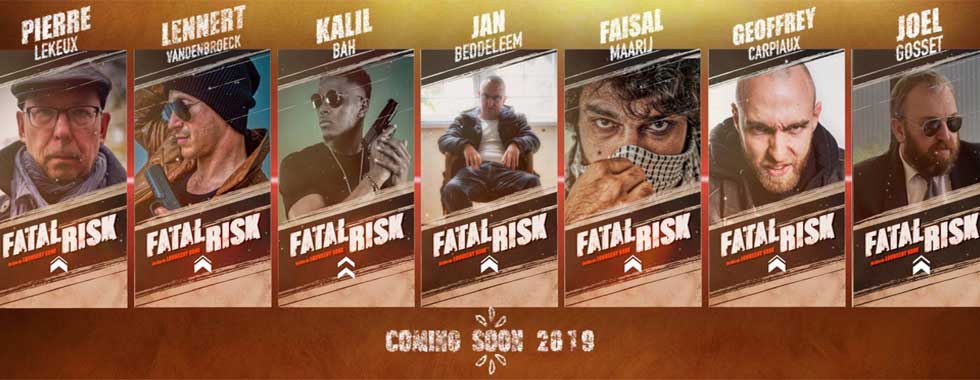 PIERRE
LEKEUX
LENNERT
VANDENBROECK
KALIL
BAH
JAN
BEDDELEEM
FAISAL
MAARIJ
GEOFFREY
CARPIAUX
JOEL
GOSSET
FATAL RISK
FATAL RISK
FATAL RISK
FATAL RISK
FATAL RISK
FATAL RISK
FATAL RISK
COMING SOON 2019